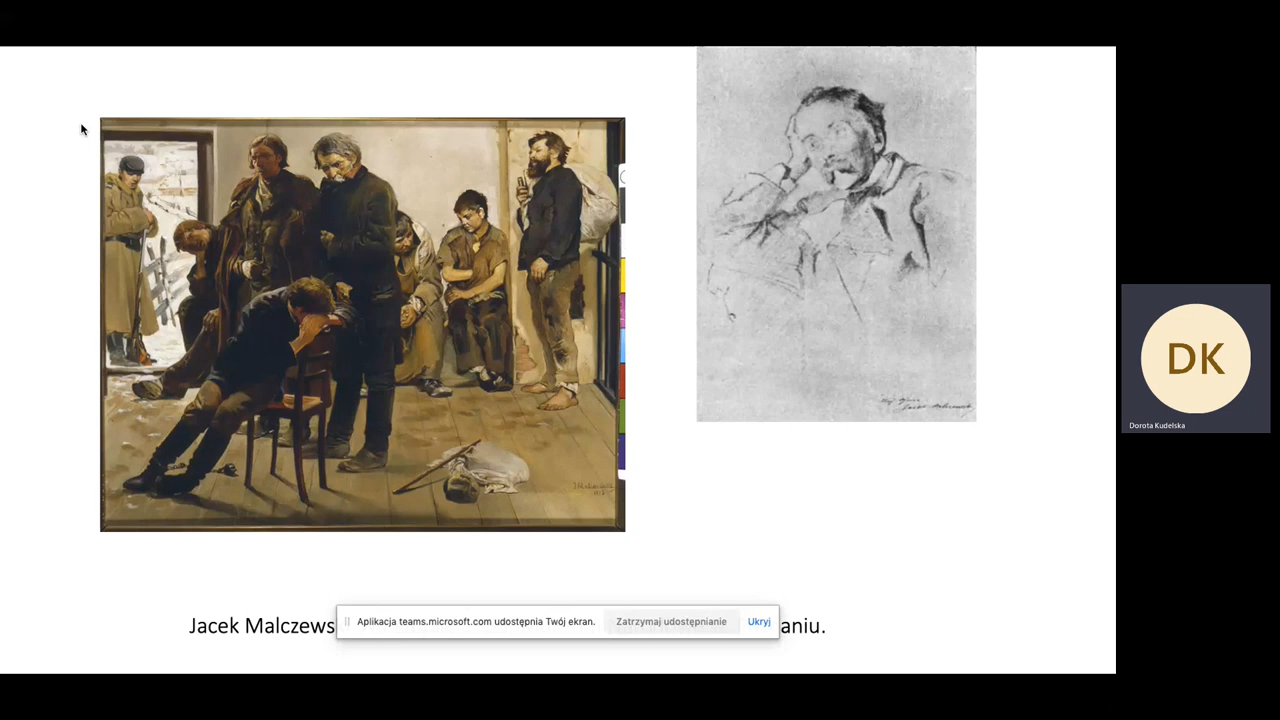 DK
Dorota Kudelska
Jacek Malczews
Aplikacja teams.microsoft.com udostępnia Twój ekran.
Zatrzymaj udostępnianie
Ukryj
aniu.